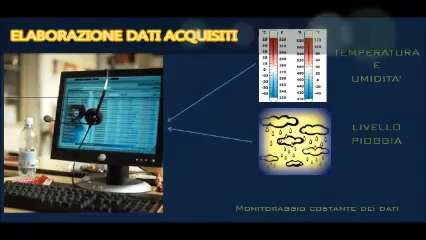 ELABORAZIONE DATI ACQUISITI
TEMPERATURA
E
UMIDITA'
LIVELLO
PIOGGIA
Monitoraggio costante dei dati